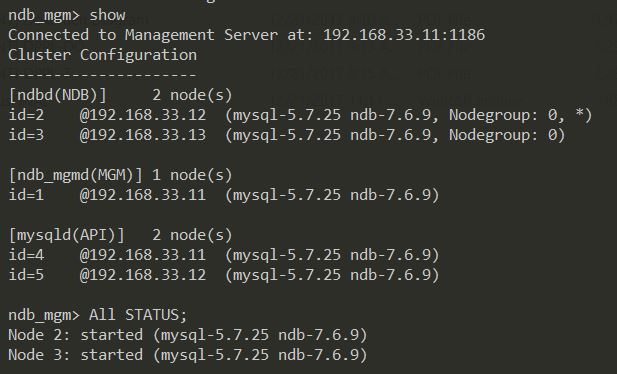 ndb_mgm> show
Connected to Management Server at: 192.168.33.11:1186
Cluster Configuration
---------------------
[ndbd(NDB)]     2 node(s)
id=2    @192.168.33.12  (mysql-5.7.25 ndb-7.6.9, Nodegroup: 0, *)
id=3    @192.168.33.13  (mysql-5.7.25 ndb-7.6.9, Nodegroup: 0)
[ndb_mgmd(MGM)] 1 node(s)
id=1    @192.168.33.11  (mysql-5.7.25 ndb-7.6.9)
[mysqld(API)]   2 node(s)
id=4    @192.168.33.11  (mysql-5.7.25 ndb-7.6.9)
id=5    @192.168.33.12  (mysql-5.7.25 ndb-7.6.9)
ndb_mgm> All STATUS;
Node 2: started (mysql-5.7.25 ndb-7.6.9)
Node 3: started (mysql-5.7.25 ndb-7.6.9)